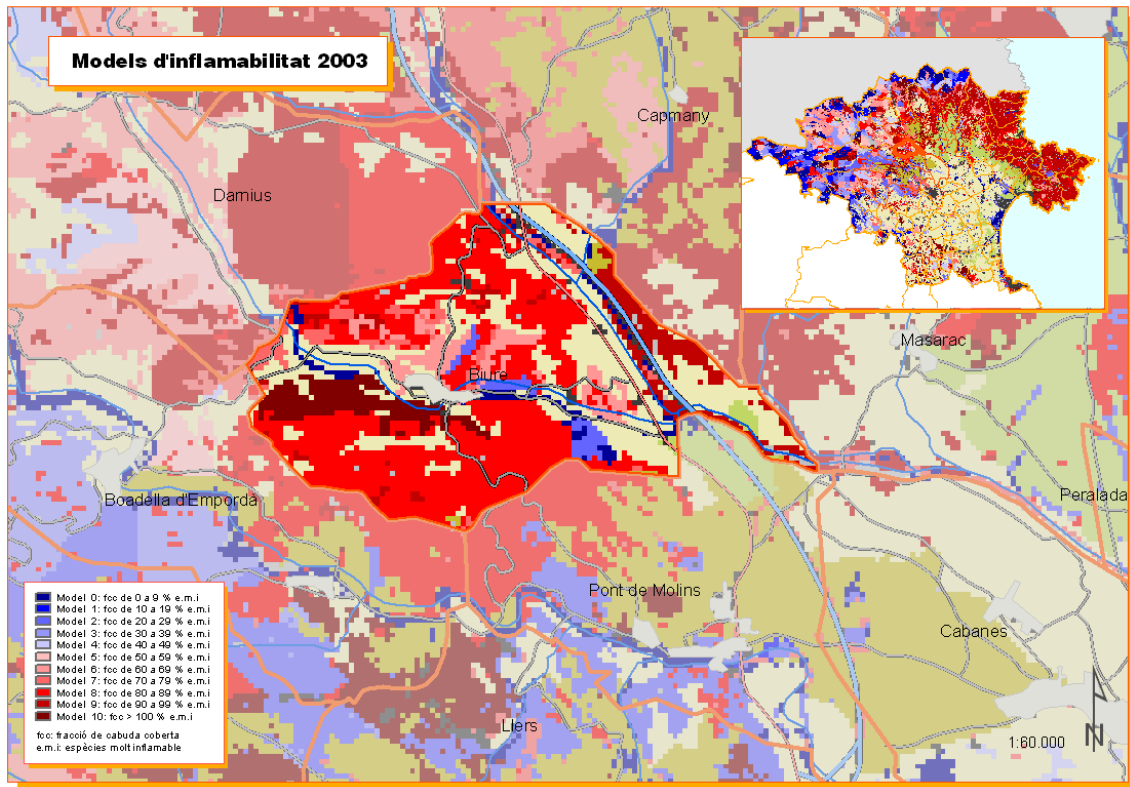 Models d'inflamabilitat 2003
Capmany
Darnius
Masarac
Biure
Boadella d'Emporda
Peralada
Pont de Molins
Cabanes
Llers
Model 0: fcc de 0 a 9 % e.m.i
Model 1: fcc de 10 a 19 % e.m.i
Model 2: fcc de 20 a 29 % e.m.i
Model 3: fcc de 30 a 39 % e.m.i
Model 4: fcc de 40 a 49 % e.m.i
Model 5: fcc de 50 a 59 % e.m.i
Model 6: fcc de 60 a 69 % e.m.i
Model 7: fcc de 70 a 79 % e.m.i
Model 8: fcc de 80 a 89 % e.m.i
Model 9: fcc de 90 a 99 % e.m.i
Model 10: fcc > 100 % e.m.i
fcc: fracció de cabuda coberta
e.m.i: espècies molt inflamable
1:60.000
N